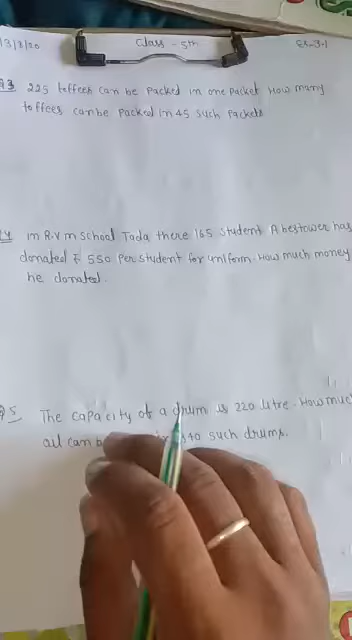 13/8/20 Class - 5th Ex-3.1
Q3 225 toffees can be packed in one packet How many
toffees can be packed in 45 such packets
In R.V.M School Tada there 165 student A bestower has
donated ₹ 550 per student for uniform. How much money
he donated.
Q5 The capacity of a drum is 220 litre. How much
oil can such drums.